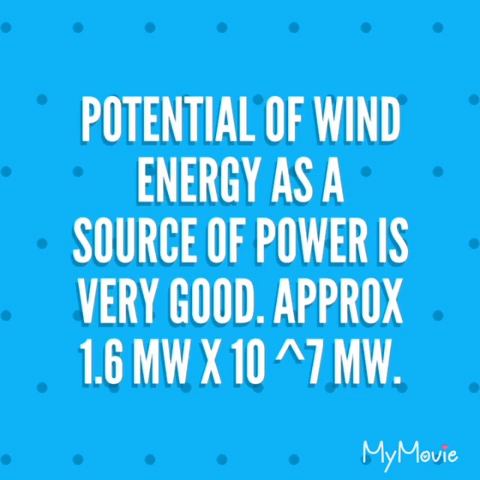 POTENTIAL OF WIND
ENERGY AS A
SOURCE OF POWER IS
VERY GOOD. APPROX
1.6 MW X 10 ^7 MW.
MyMovie